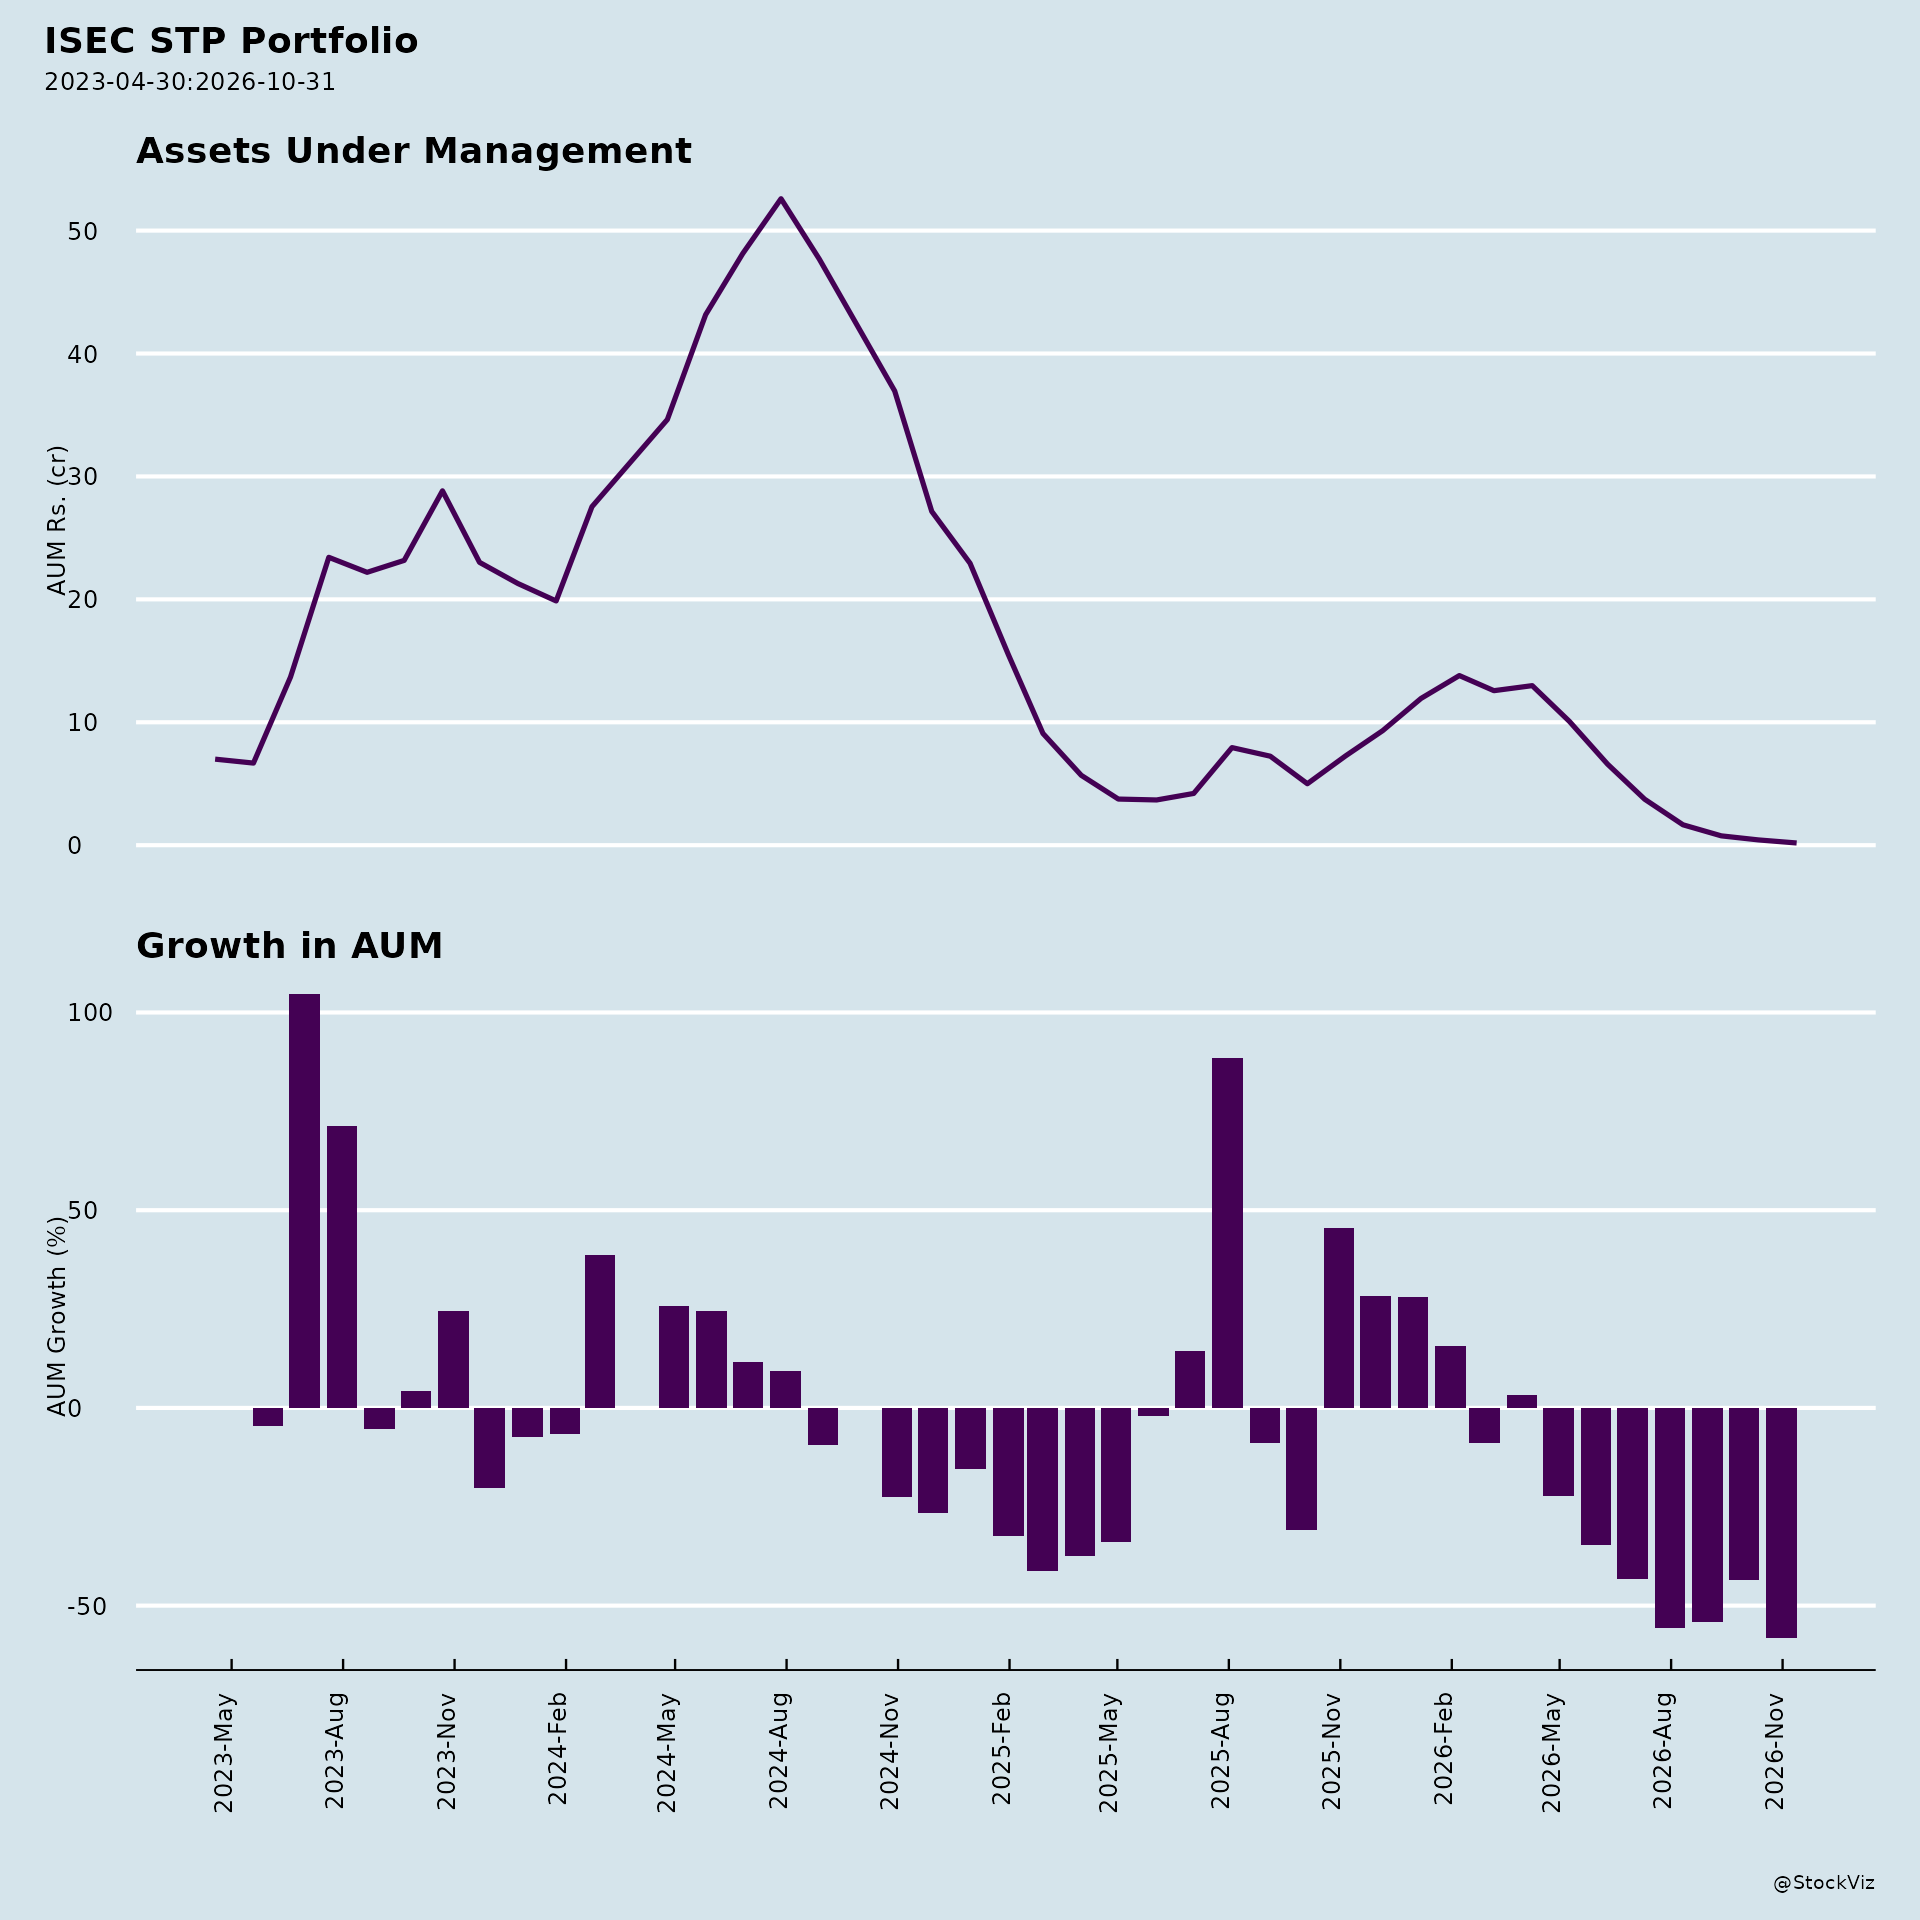 ISEC STP Portfolio
2023-04-30:2026-10-31
Assets Under Management
AUM Rs. (cr)
50
40
30
20
10
0
Growth in AUM
AUM Growth (%)
100
50
0
-50
2023-May
2023-Aug
2023-Nov
2024-Feb
2024-May
2024-Aug
2024-Nov
2025-Feb
2025-May
2025-Aug
2025-Nov
2026-Feb
2026-May
2026-Aug
2026-Nov
@StockViz